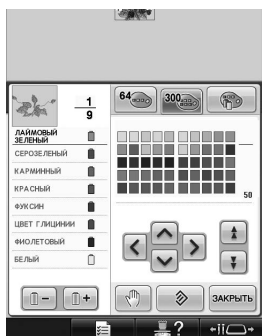 1
9
64
300
ЛАЙМОВЫЙ
ЗЕЛЕНЫЙ
СЕРОЗЕЛЕНЫЙ
КАРМИННЫЙ
КРАСНЫЙ
ФУКСИН
ЦВЕТ ГЛИЦИНИИ
ФИОЛЕТОВЫЙ
БЕЛЫЙ
50
− +
ЗАКРЫТЬ
?